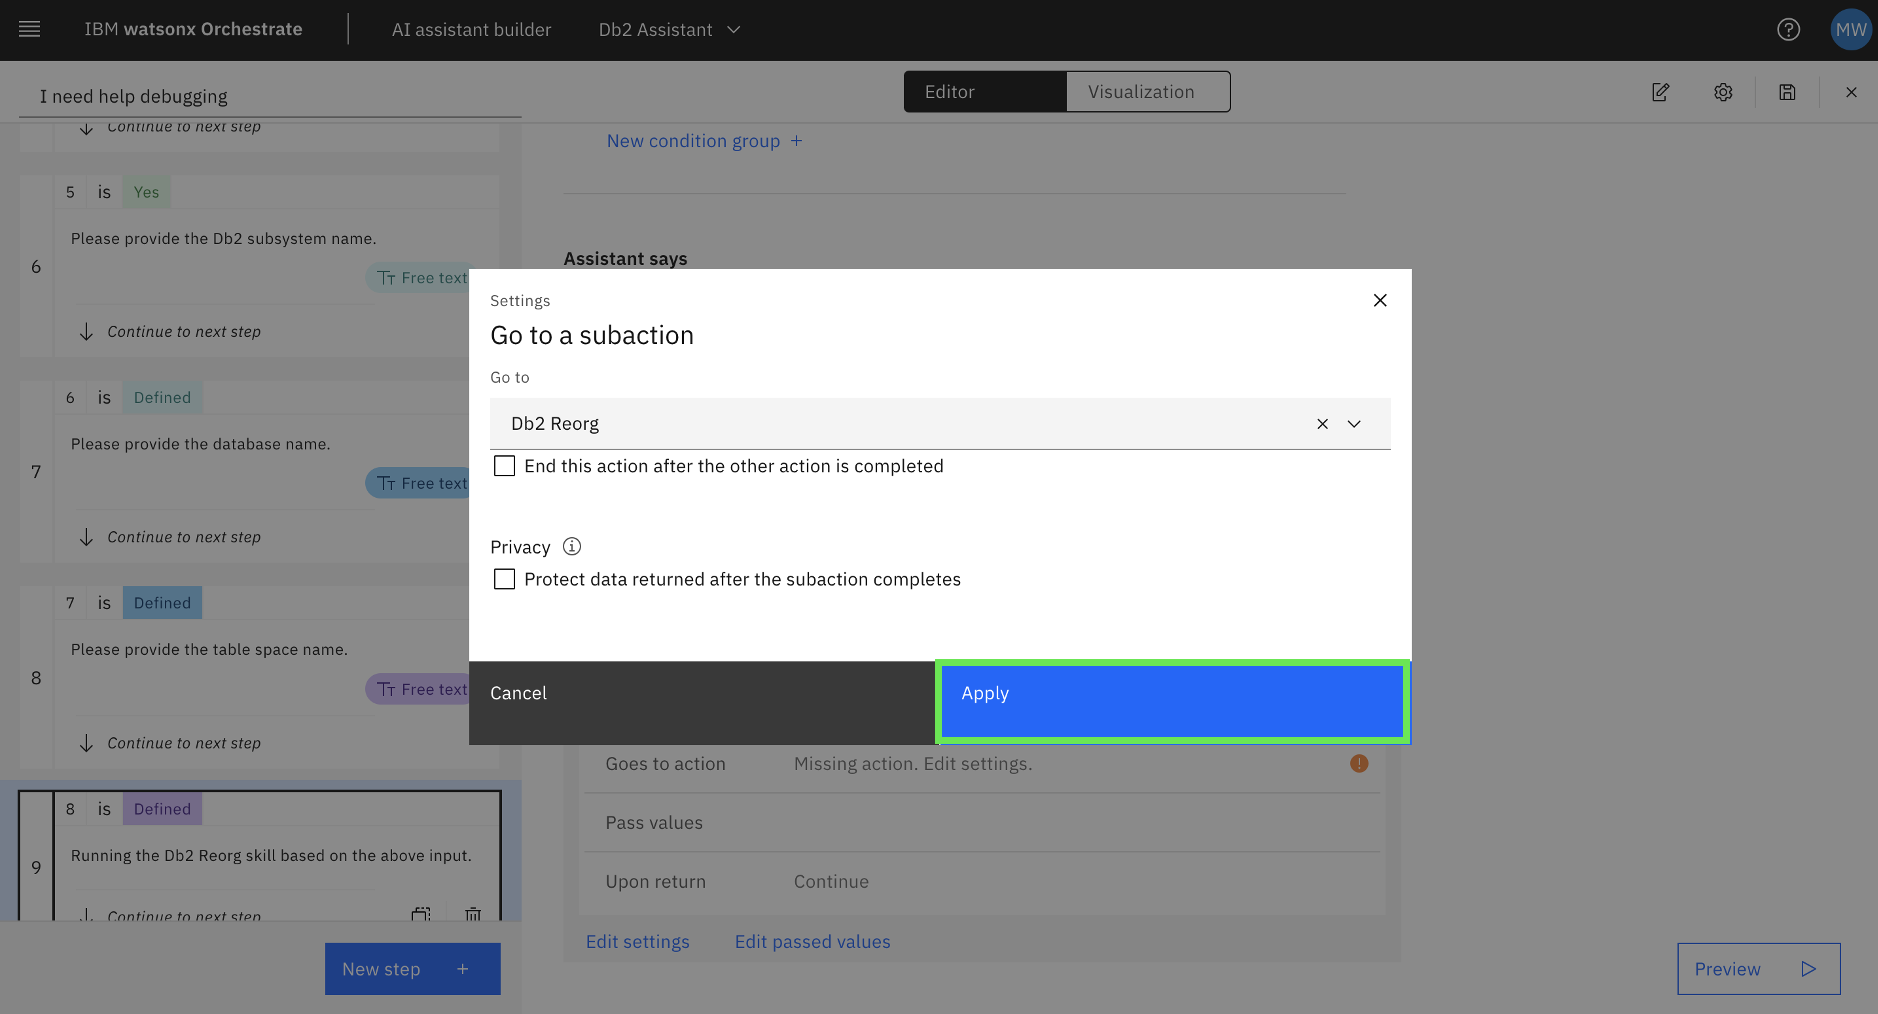 IBM watsonx Orchestrate
AI assistant builder
Db2 Assistant
MW
I need help debugging
Editor
Visualization
Continue to next step
5 is Yes
6
Please provide the Db2 subsystem name.
Free text
Continue to next step
6 is Defined
7
Please provide the database name.
Free text
Continue to next step
7 is Defined
8
Please provide the table space name.
Free text
Continue to next step
8 is Defined
9
Running the Db2 Reorg skill based on the above input.
Continue to next step
New step +
New condition group +
Assistant says
Settings
Go to a subaction
Go to
Db2 Reorg
End this action after the other action is completed
Privacy
Protect data returned after the subaction completes
Cancel
Apply
Goes to action Missing action. Edit settings.
Pass values
Upon return Continue
Edit settings Edit passed values
Preview